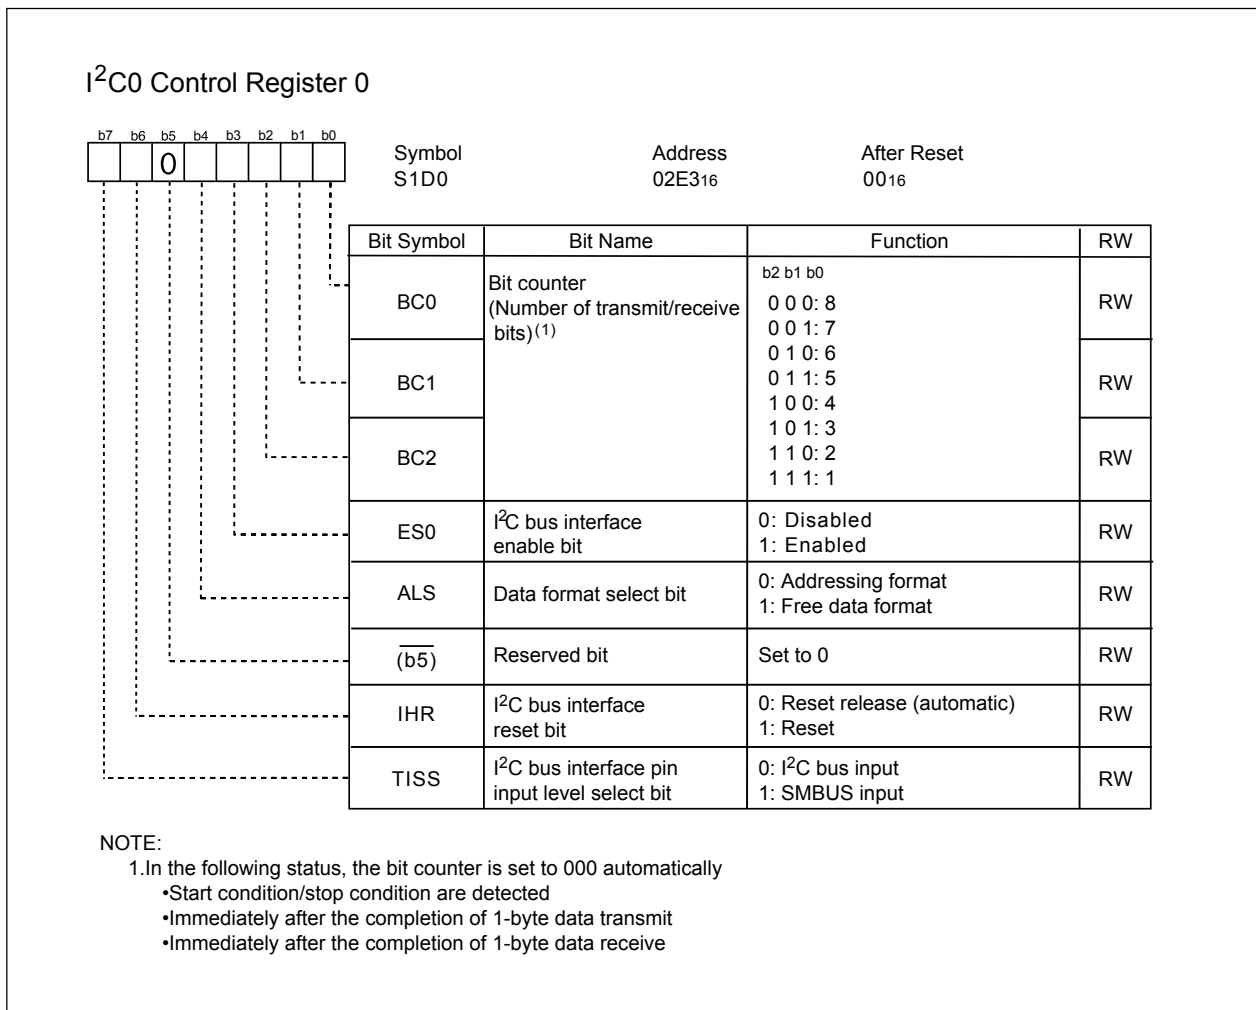 I²C0 Control Register 0
b7 b6 b5 b4 b3 b2 b1 b0
0
Symbol Address After Reset
S1D0 02E316 0016
Bit Symbol Bit Name Function RW
BC0
Bit counter
(Number of transmit/receive
bits)(1)
b2 b1 b0
0 0 0: 8
0 0 1: 7
0 1 0: 6
0 1 1: 5
1 0 0: 4
1 0 1: 3
1 1 0: 2
1 1 1: 1
RW
BC1 RW
BC2 RW
ES0
I²C bus interface
enable bit
0: Disabled
1: Enabled
RW
ALS
Data format select bit
0: Addressing format
1: Free data format
RW
(b5) Reserved bit Set to 0 RW
IHR
I²C bus interface
reset bit
0: Reset release (automatic)
1: Reset
RW
TISS
I²C bus interface pin
input level select bit
0: I²C bus input
1: SMBUS input
RW
NOTE:
1.In the following status, the bit counter is set to 000 automatically
•Start condition/stop condition are detected
•Immediately after the completion of 1-byte data transmit
•Immediately after the completion of 1-byte data receive